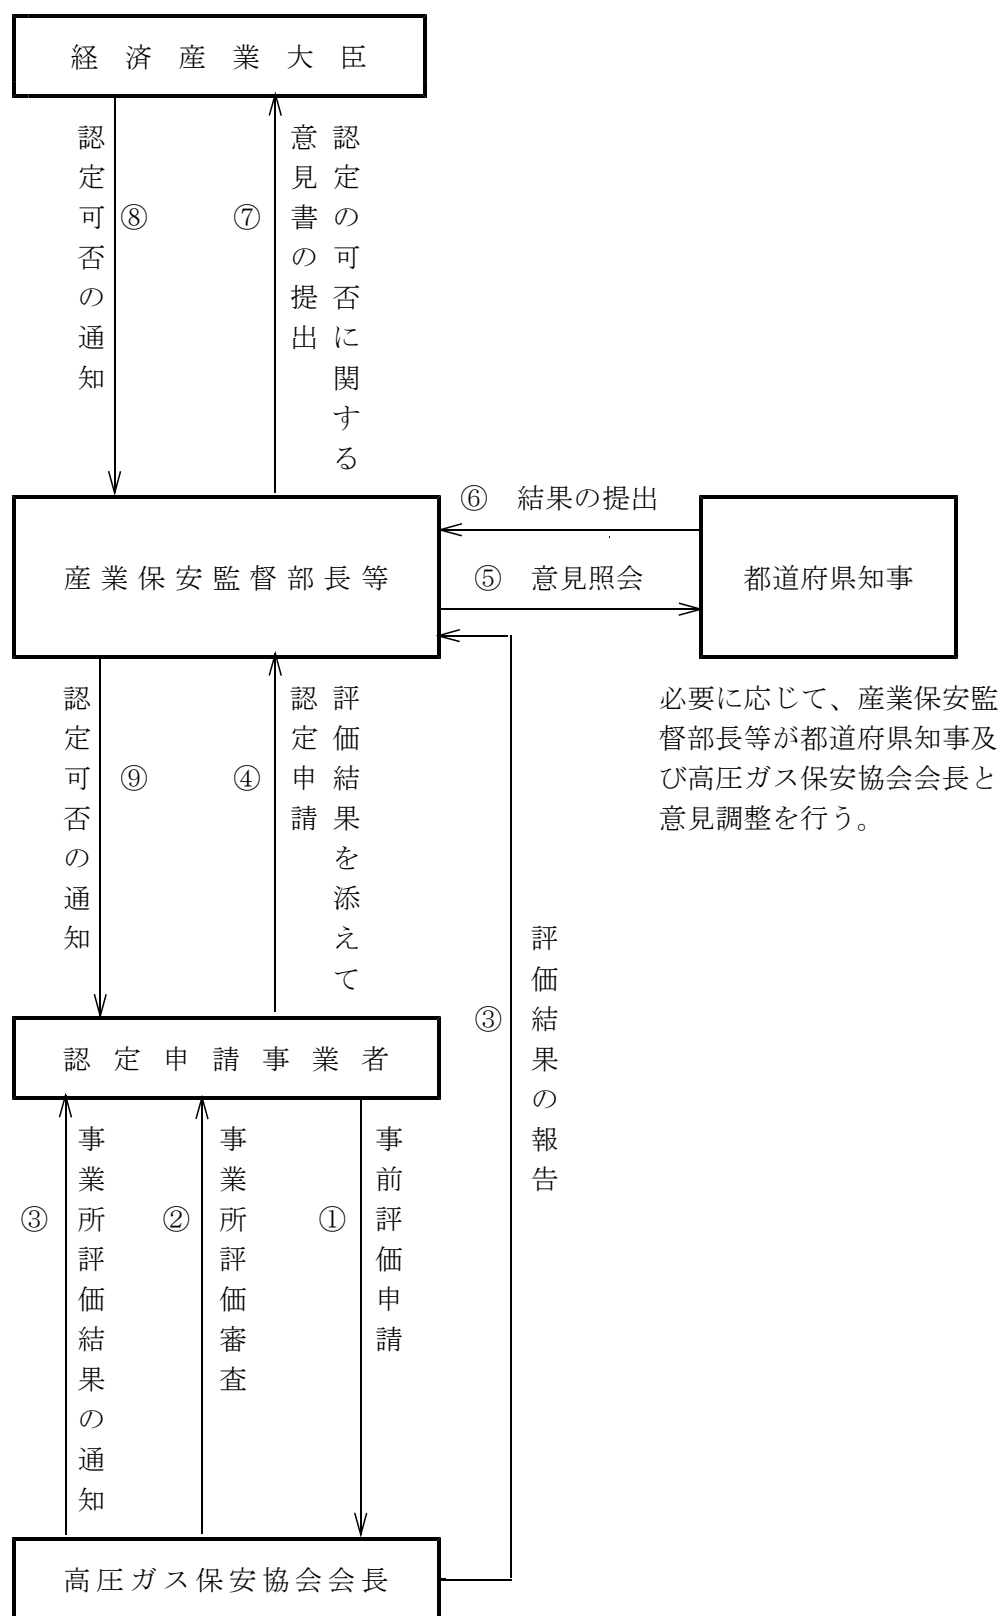 経済産業大臣
認定可否の通知
⑧
⑦
認定の可否に関する
意見書の提出
⑥　結果の提出
産業保安監督部長等
⑤　意見照会
都道府県知事
必要に応じて、産業保安監
督部長等が都道府県知事及
び高圧ガス保安協会会長と
意見調整を行う。
認定可否の通知
⑨
④
評価結果を添えて
認定申請
③
評価結果の報告
認定申請事業者
③
事業所評価結果の通知
②
事業所評価審査
①
事前評価申請
高圧ガス保安協会会長